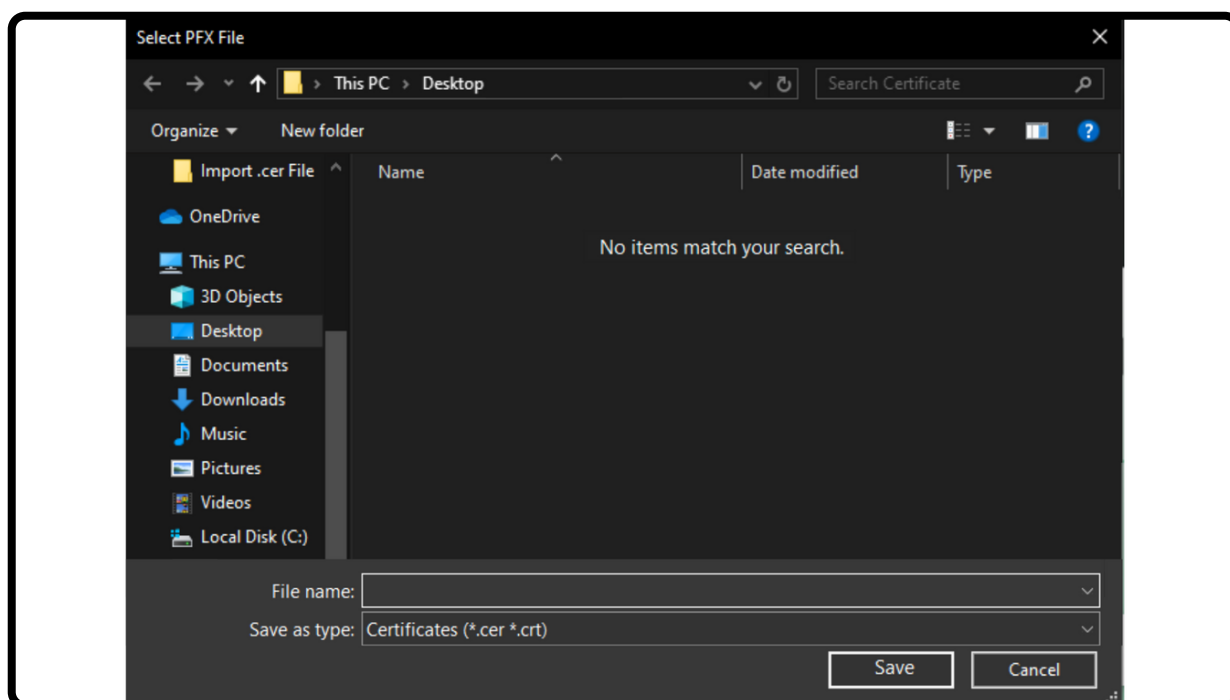 Select PFX File
This PC > Desktop
Search Certificate
Organize
New folder
Name
Date modified
Type
Import .cer File
OneDrive
This PC
3D Objects
Desktop
Documents
Downloads
Music
Pictures
Videos
Local Disk (C:)
No items match your search.
File name:
Save as type: Certificates (*.cer *.crt)
Save
Cancel